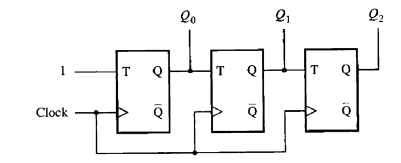 Q₀ Q₁ Q₂
1 T Q T Q T Q
Clock Q̅ Q̅ Q̅